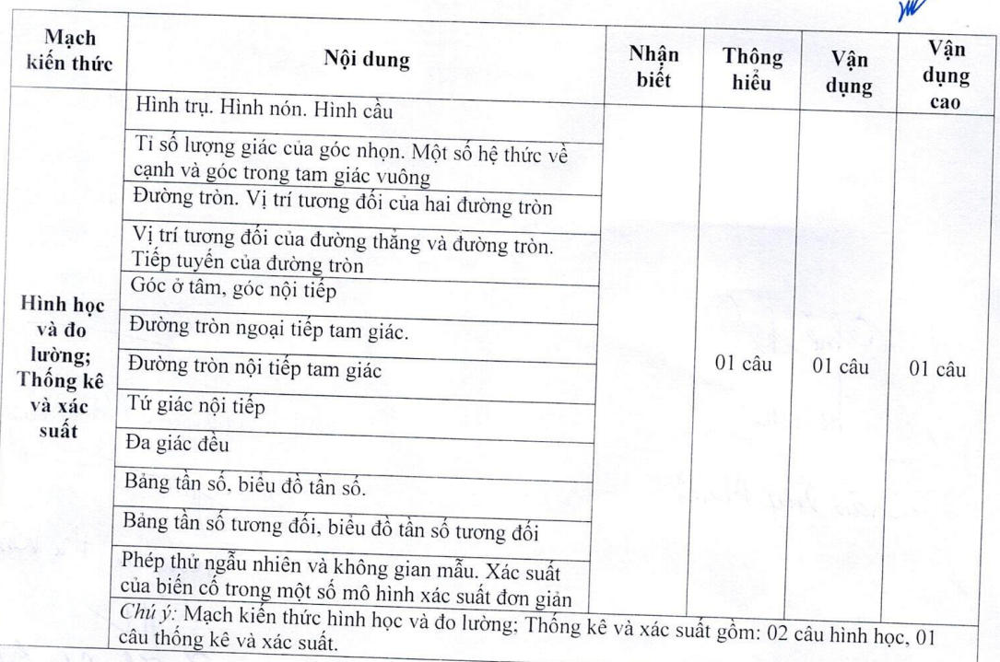 Mạch
kiến thức
Nội dung
Nhận
biết
Thông
hiểu
Vận
dụng
Vận
dụng
cao
Hình học
và đo
lường;
Thống kê
và xác
suất
Hình trụ. Hình nón. Hình cầu
Tỉ số lượng giác của góc nhọn. Một số hệ thức về
cạnh và góc trong tam giác vuông
Đường tròn. Vị trí tương đối của hai đường tròn
Vị trí tương đối của đường thẳng và đường tròn.
Tiếp tuyến của đường tròn
Góc ở tâm, góc nội tiếp
Đường tròn ngoại tiếp tam giác.
Đường tròn nội tiếp tam giác
Tứ giác nội tiếp
Đa giác đều
Bảng tần số, biểu đồ tần số.
Bảng tần số tương đối, biểu đồ tần số tương đối
Phép thử ngẫu nhiên và không gian mẫu. Xác suất
của biến cố trong một số mô hình xác suất đơn giản
01 câu
01 câu
01 câu
Chú ý: Mạch kiến thức hình học và đo lường; Thống kê và xác suất gồm: 02 câu hình học, 01
câu thống kê và xác suất.